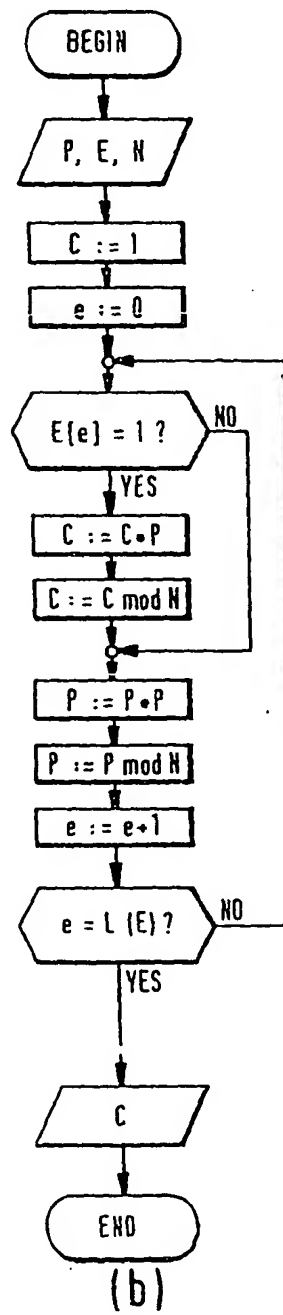 BEGIN
P, E, N
C := 1
e := 0
E(e) = 1 ?
NO
YES
C := C*P
C := C mod N
P := P*P
P := P mod N
e := e+1
e = L (E) ?
NO
YES
C
END
(b)